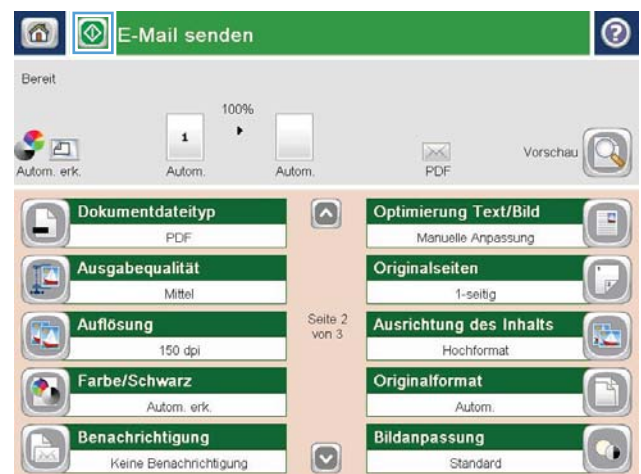 E-Mail senden
?
Bereit
100%
1
Autom. erk.
Autom.
Autom.
PDF
Vorschau
Dokumentdateityp
PDF
Ausgabequalität
Mittel
Auflösung
150 dpi
Farbe/Schwarz
Autom. erk.
Benachrichtigung
Keine Benachrichtigung
Seite 2
von 3
Optimierung Text/Bild
Manuelle Anpassung
Originalseiten
1-seitig
Ausrichtung des Inhalts
Hochformat
Originalformat
Autom.
Bildanpassung
Standard